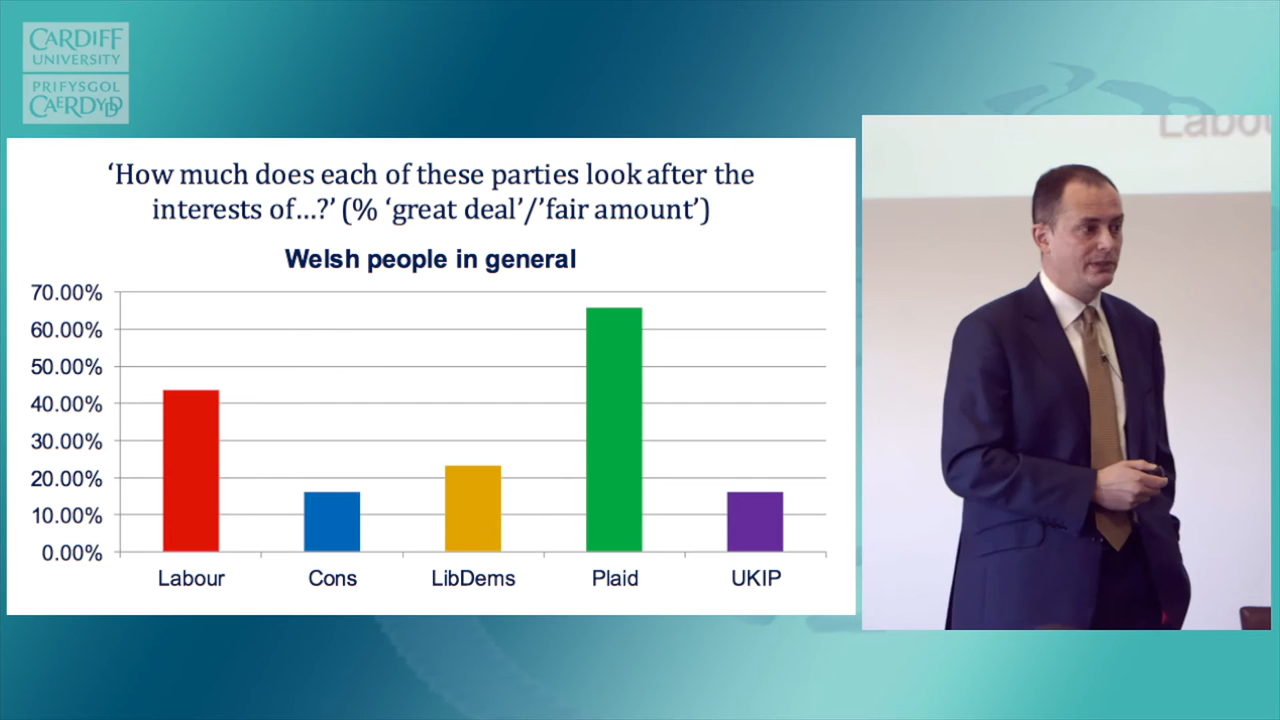 CARDIFF
UNIVERSITY
PRIFYSGOL
CAERDYDD
‘How much does each of these parties look after the
interests of…?’ (% ‘great deal’/’fair amount’)
Welsh people in general
70.00%
60.00%
50.00%
40.00%
30.00%
20.00%
10.00%
0.00%
Labour Cons LibDems Plaid UKIP